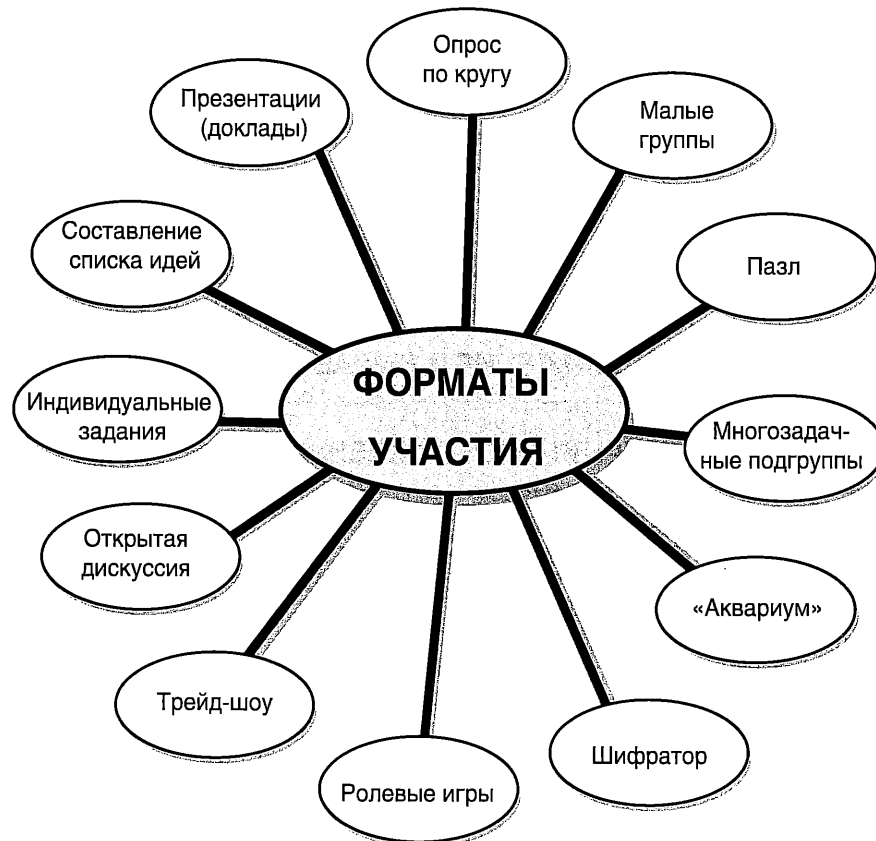 Опрос
по кругу
Малые
группы
Пазл
Многозадач-
ные подгруппы
«Аквариум»
Шифратор
Ролевые игры
Трейд-шоу
Открытая
дискуссия
Индивидуальные
задания
Составление
списка идей
Презентации
(доклады)
ФОРМАТЫ
УЧАСТИЯ